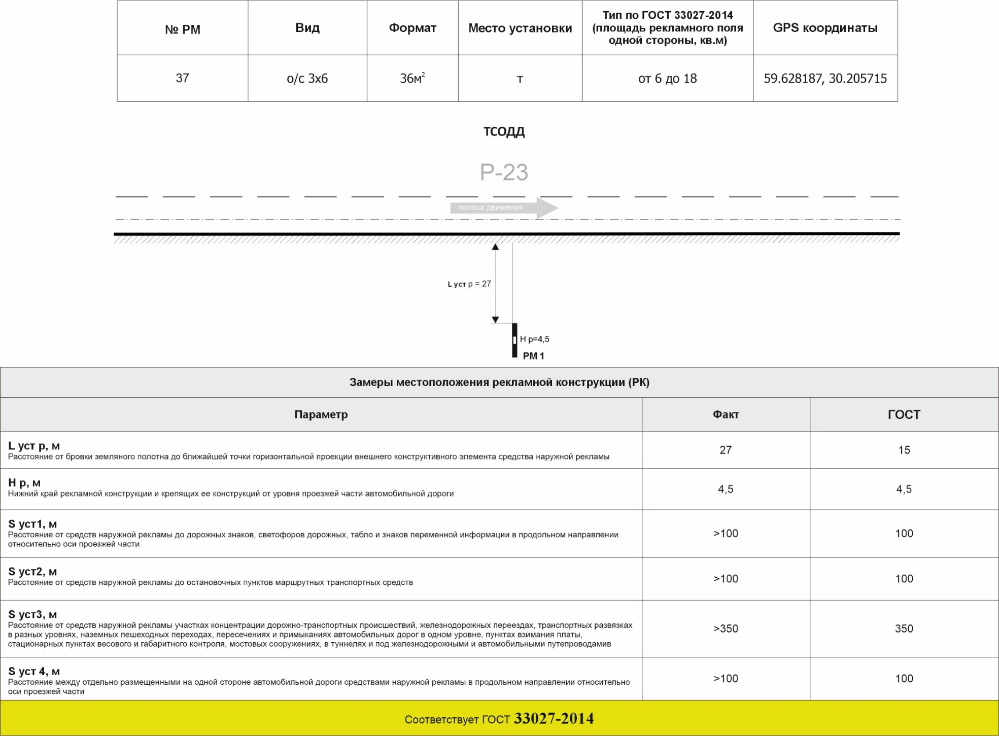 № РМ
Вид
Формат
Место установки
Тип по ГОСТ 33027-2014
(площадь рекламного поля
одной стороны, кв.м)
GPS координаты
37
о/с 3х6
36м²
т
от 6 до 18
59.628187, 30.205715
ТСОДД
Р-23
полоса движения
L уст р = 27
Н р=4,5
РМ 1
Замеры местоположения рекламной конструкции (РК)
Параметр
Факт
ГОСТ
L уст р, м
Расстояние от бровки земляного полотна до ближайшей точки горизонтальной проекции внешнего конструктивного элемента средства наружной рекламы
27
15
Н р, м
Нижний край рекламной конструкции и крепящих ее конструкций от уровня проезжей части автомобильной дороги
4,5
4,5
S уст1, м
Расстояние от средств наружной рекламы до дорожных знаков, светофоров дорожных, табло и знаков переменной информации в продольном направлении
относительно оси проезжей части
>100
100
S уст2, м
Расстояние от средств наружной рекламы до остановочных пунктов маршрутных транспортных средств
>100
100
S уст3, м
Расстояние от средств наружной рекламы участках концентрации дорожно-транспортных происшествий, железнодорожных переездах, транспортных развязках
в разных уровнях, наземных пешеходных переходах, пересечениях и примыканиях автомобильных дорог в одном уровне, пунктах взимания платы,
стационарных пунктах весового и габаритного контроля, мостовых сооружениях, в туннелях и под железнодорожными и автомобильными путепроводамив
>350
350
S уст 4, м
Расстояние между отдельно размещенными на одной стороне автомобильной дороги средствами наружной рекламы в продольном направлении относительно
оси проезжей части
>100
100
Соответствует ГОСТ 33027-2014